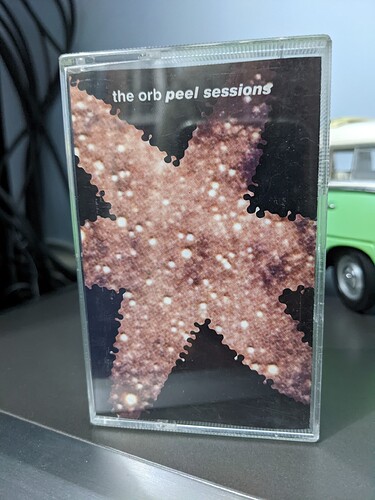 the orb peel sessions